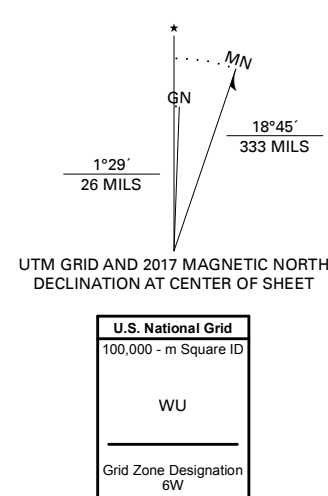 ★
MN
GN
18°45´
333 MILS
1°29´
26 MILS
UTM GRID AND 2017 MAGNETIC NORTH
DECLINATION AT CENTER OF SHEET
U.S. National Grid
100,000 - m Square ID
WU
Grid Zone Designation
6W